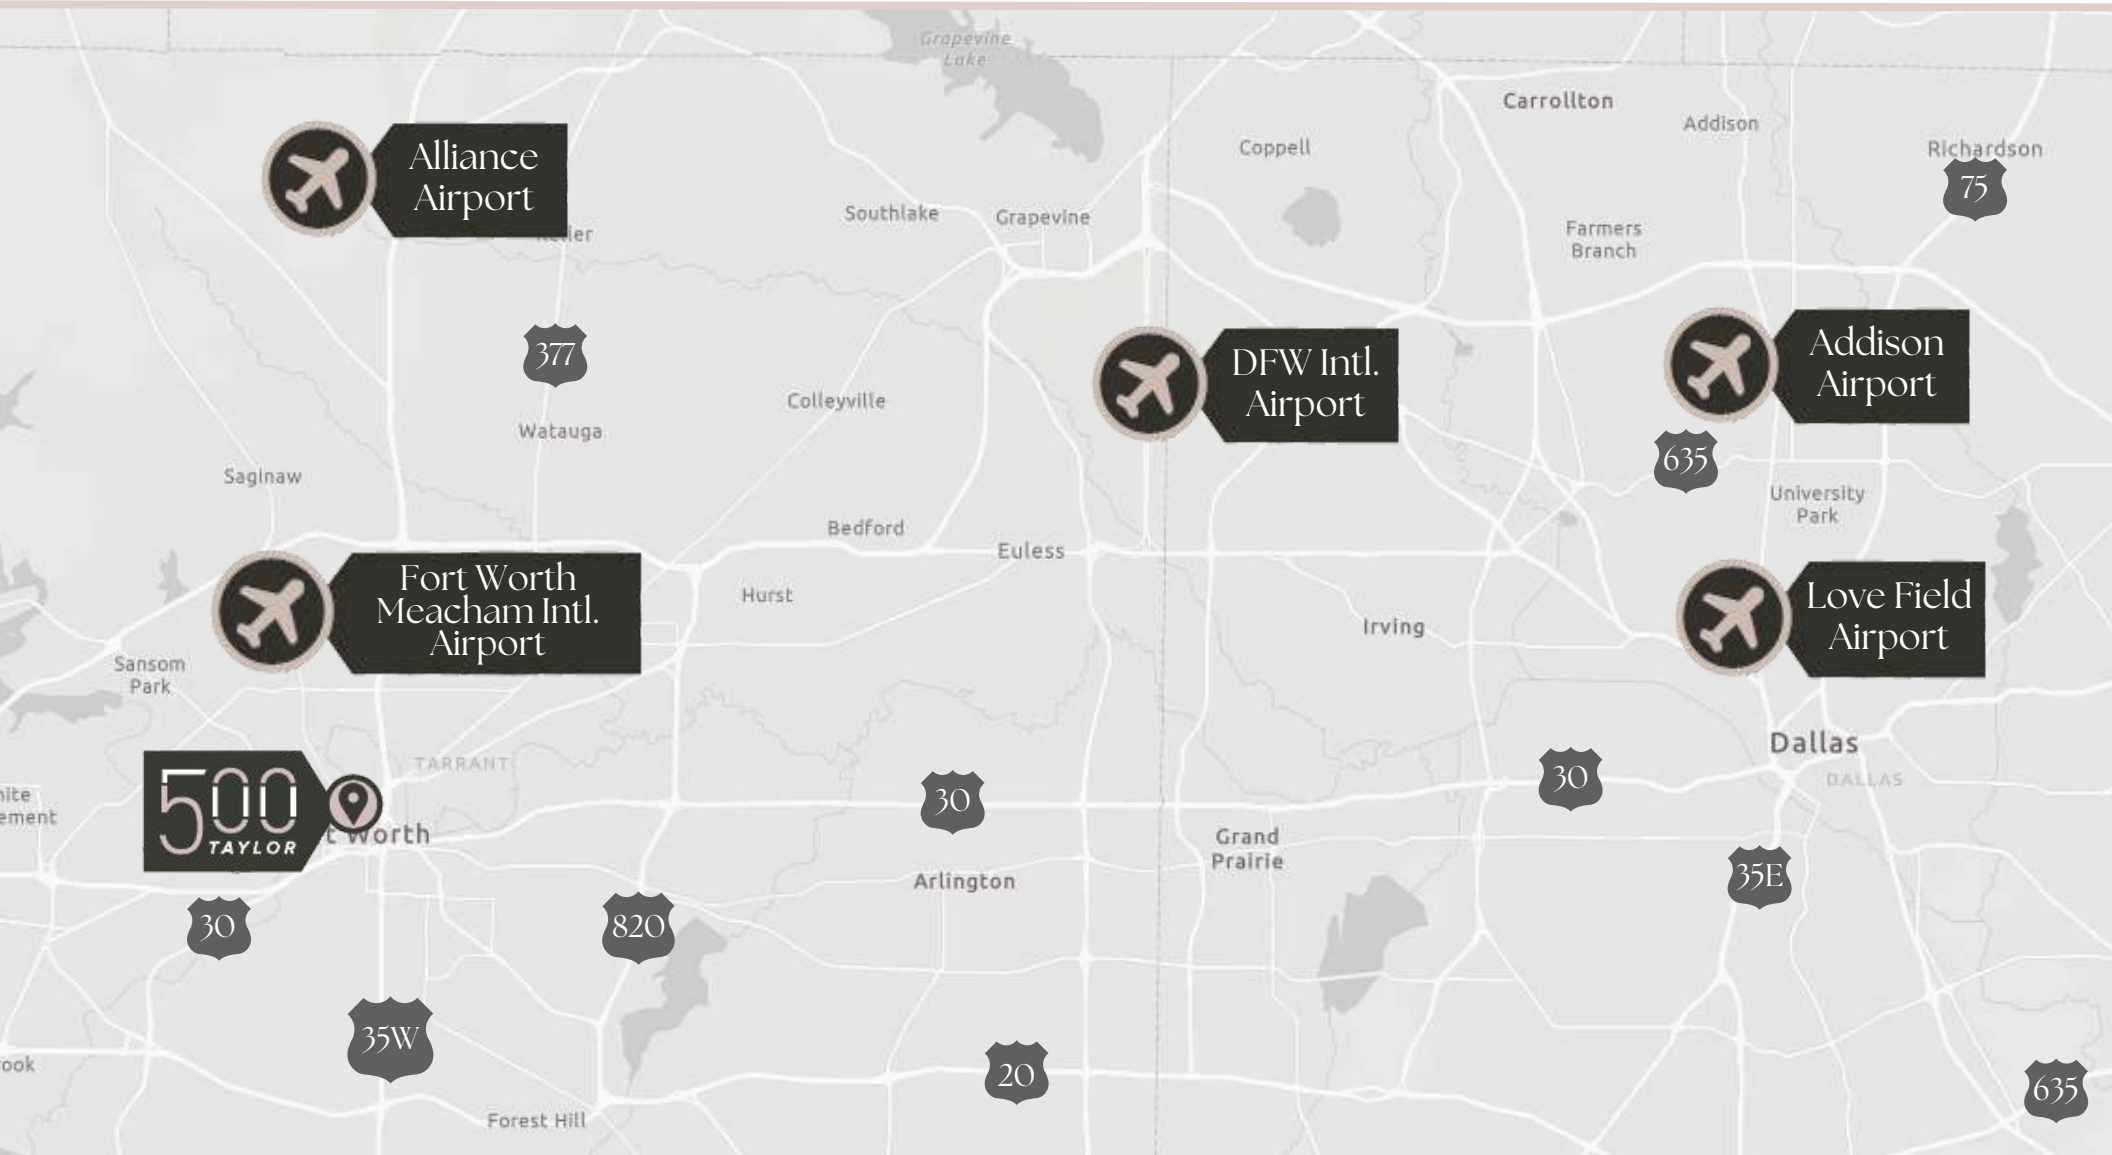 Grapevine
Lake
Carrollton
Addison
Coppell
Richardson
75
Alliance
Airport
Southlake
Grapevine
Farmers
Branch
377
DFW Intl.
Airport
Addison
Airport
Colleyville
Watauga
635
Saginaw
University
Park
Bedford
Euless
Fort Worth
Meacham Intl.
Airport
Hurst
Irving
Love Field
Airport
Sansom
Park
Dallas
DALLAS
TARRANT
500
TAYLOR
t Worth
30
30
Grand
Prairie
Arlington
35E
30
820
35W
20
635
Forest Hill